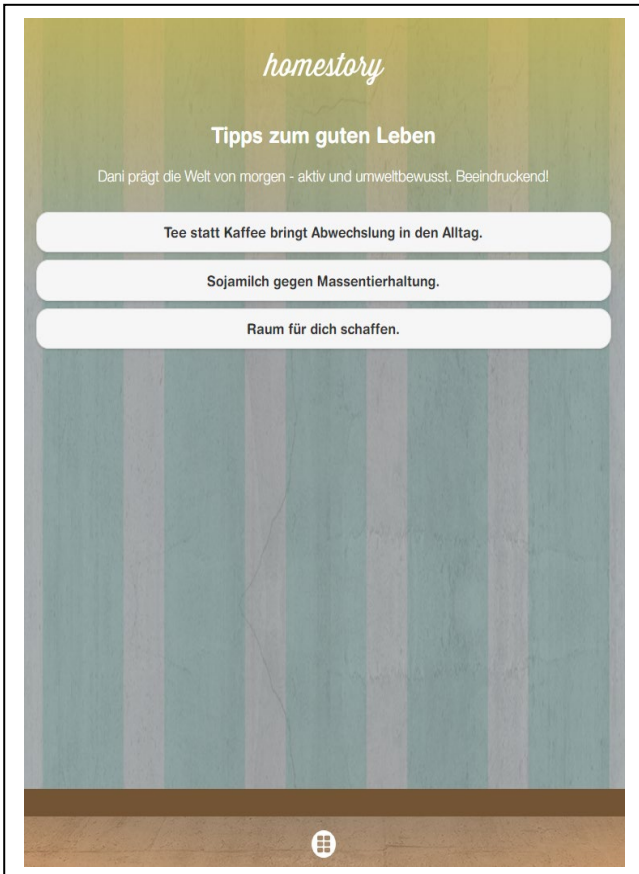 homestory
Tipps zum guten Leben
Dani prägt die Welt von morgen - aktiv und umweltbewusst. Beeindruckend!
Tee statt Kaffee bringt Abwechslung in den Alltag.
Sojamilch gegen Massentierhaltung.
Raum für dich schaffen.